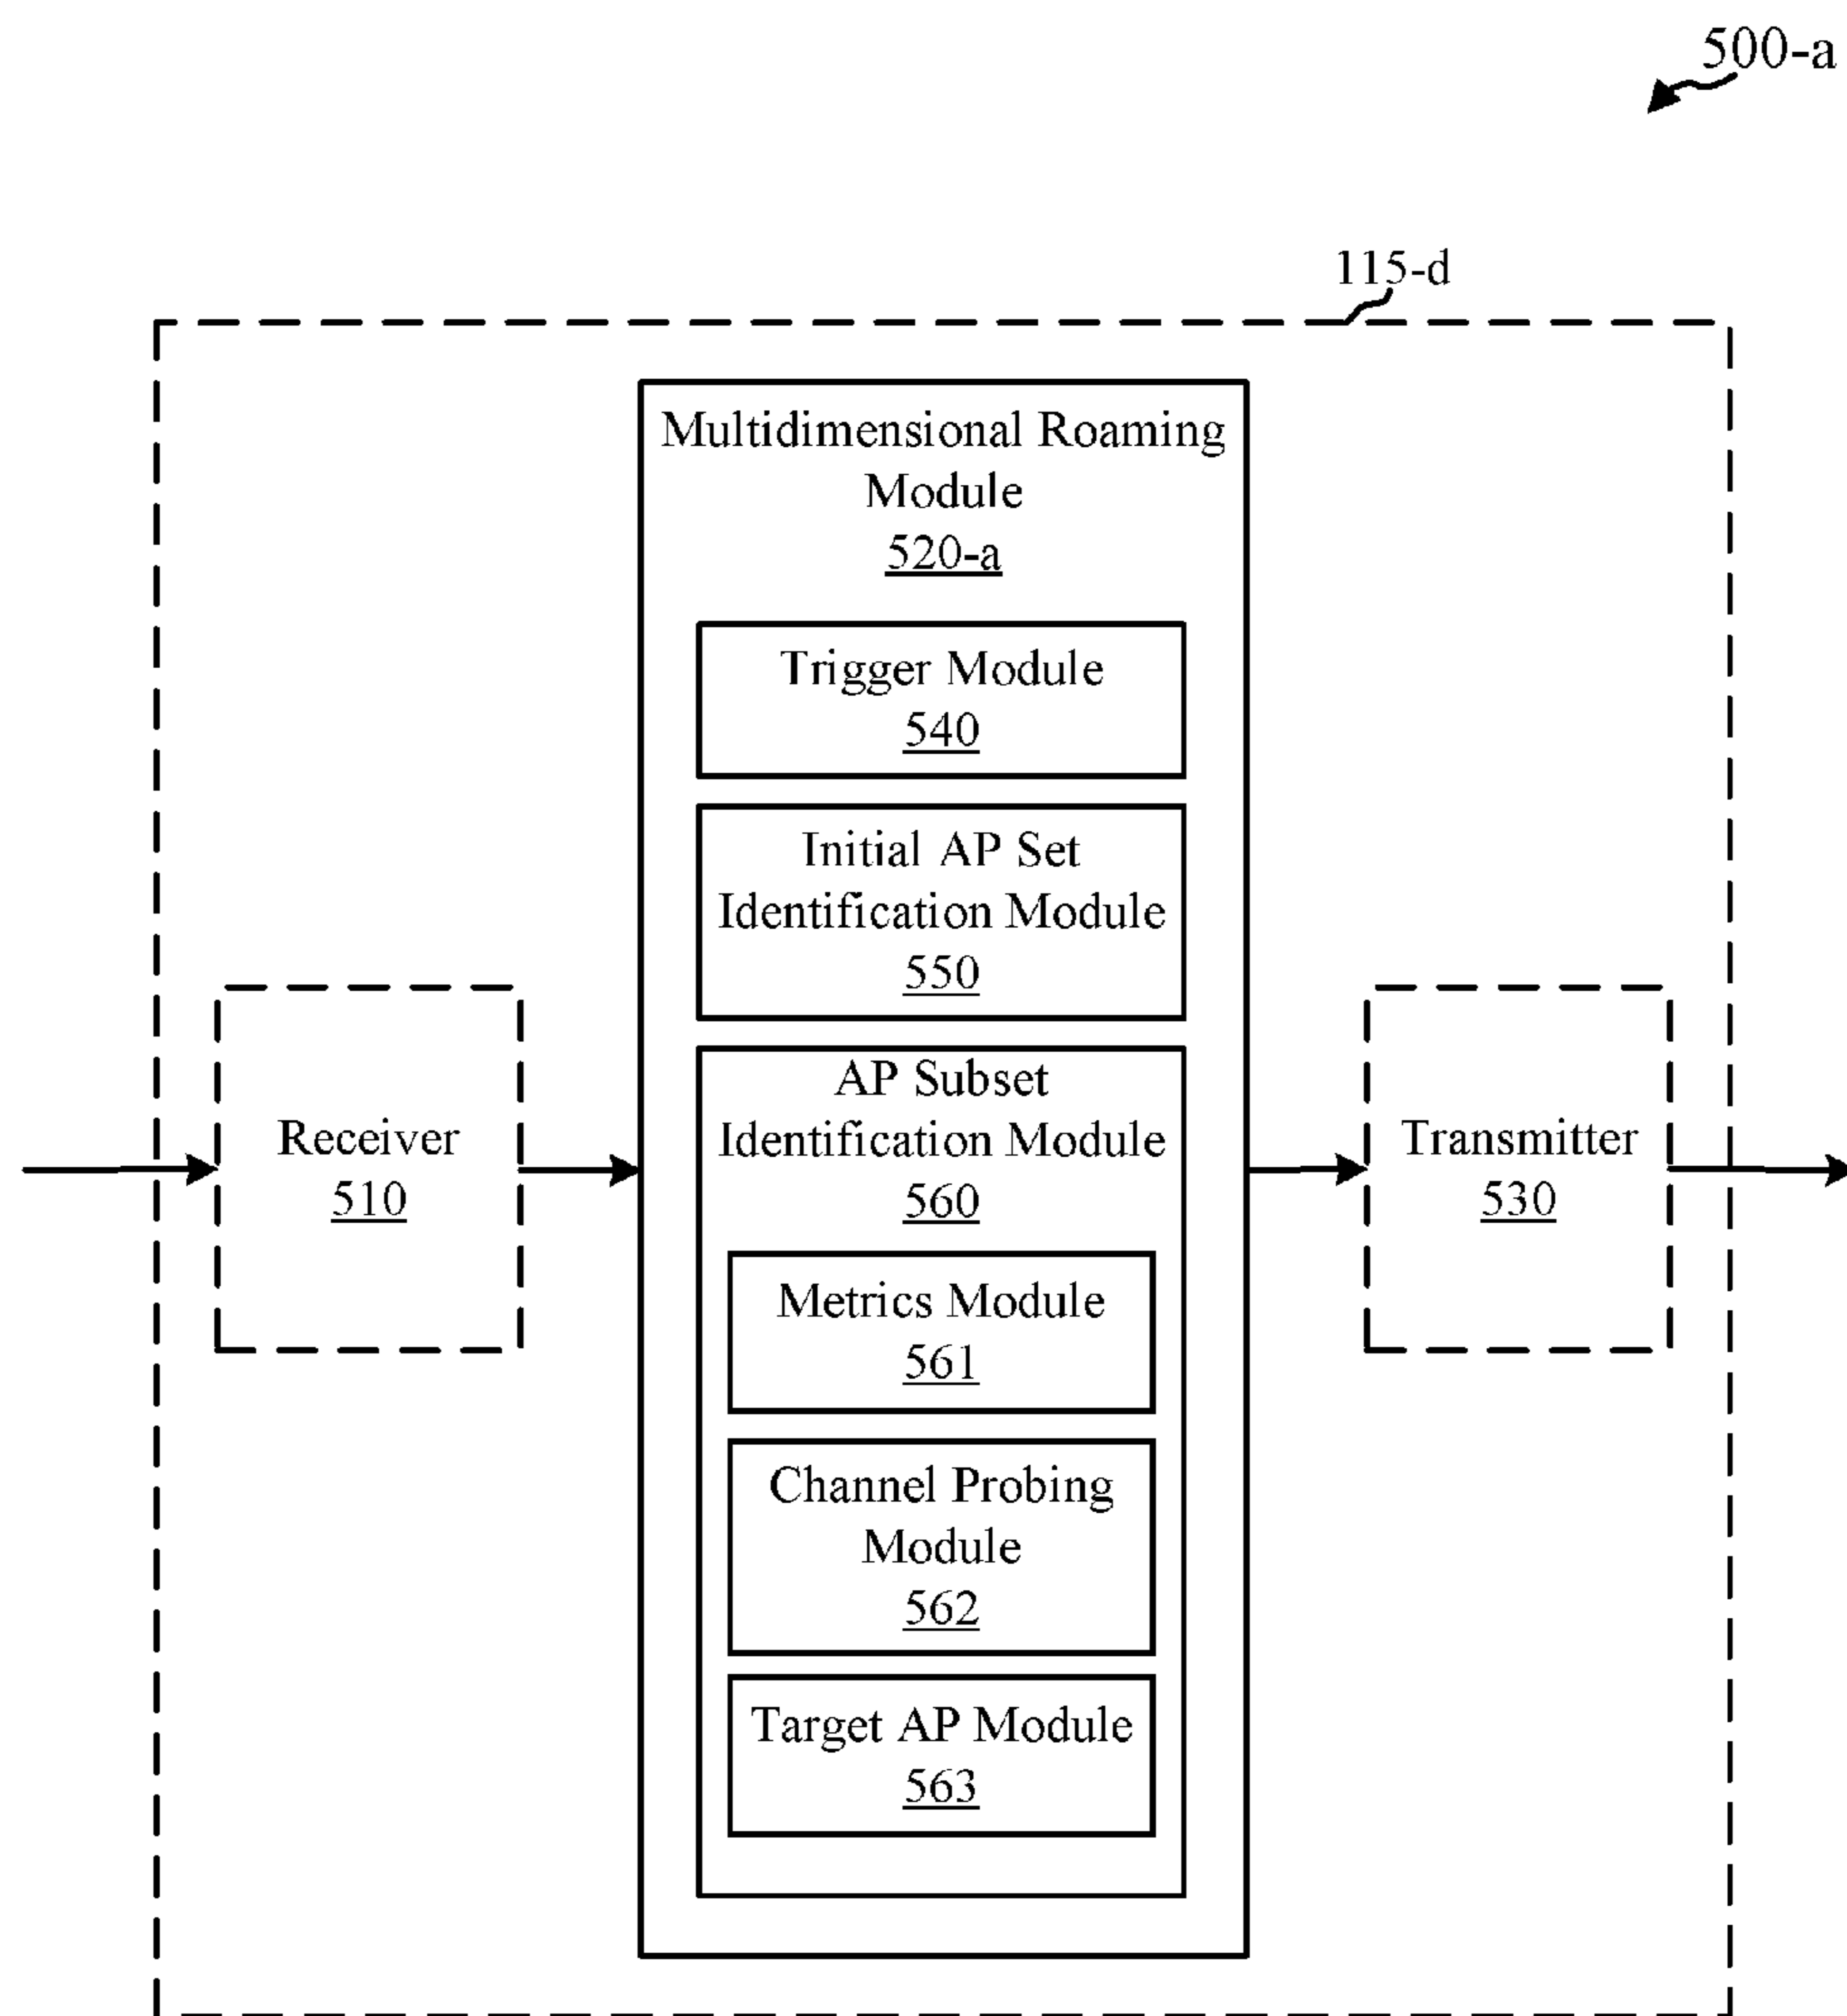 500-a
115-d
Multidimensional Roaming
Module
520-a
Trigger Module
540
Initial AP Set
Identification Module
550
AP Subset
Identification Module
560
Metrics Module
561
Channel Probing
Module
562
Target AP Module
563
Receiver
510
Transmitter
530